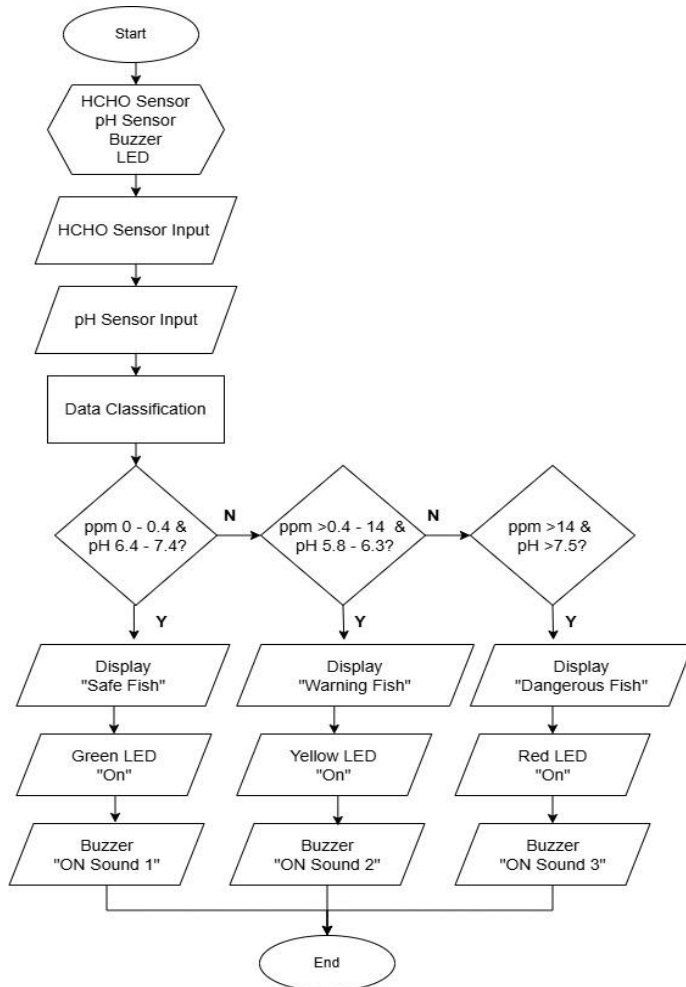 Start
HCHO Sensor
pH Sensor
Buzzer
LED
HCHO Sensor Input
pH Sensor Input
Data Classification
ppm 0 - 0.4 &
pH 6.4 - 7.4?
N
ppm >0.4 - 14 &
pH 5.8 - 6.3?
N
ppm >14 &
pH >7.5?
Y
Y
Y
Display
"Safe Fish"
Display
"Warning Fish"
Display
"Dangerous Fish"
Green LED
"On"
Yellow LED
"On"
Red LED
"On"
Buzzer
"ON Sound 1"
Buzzer
"ON Sound 2"
Buzzer
"ON Sound 3"
End